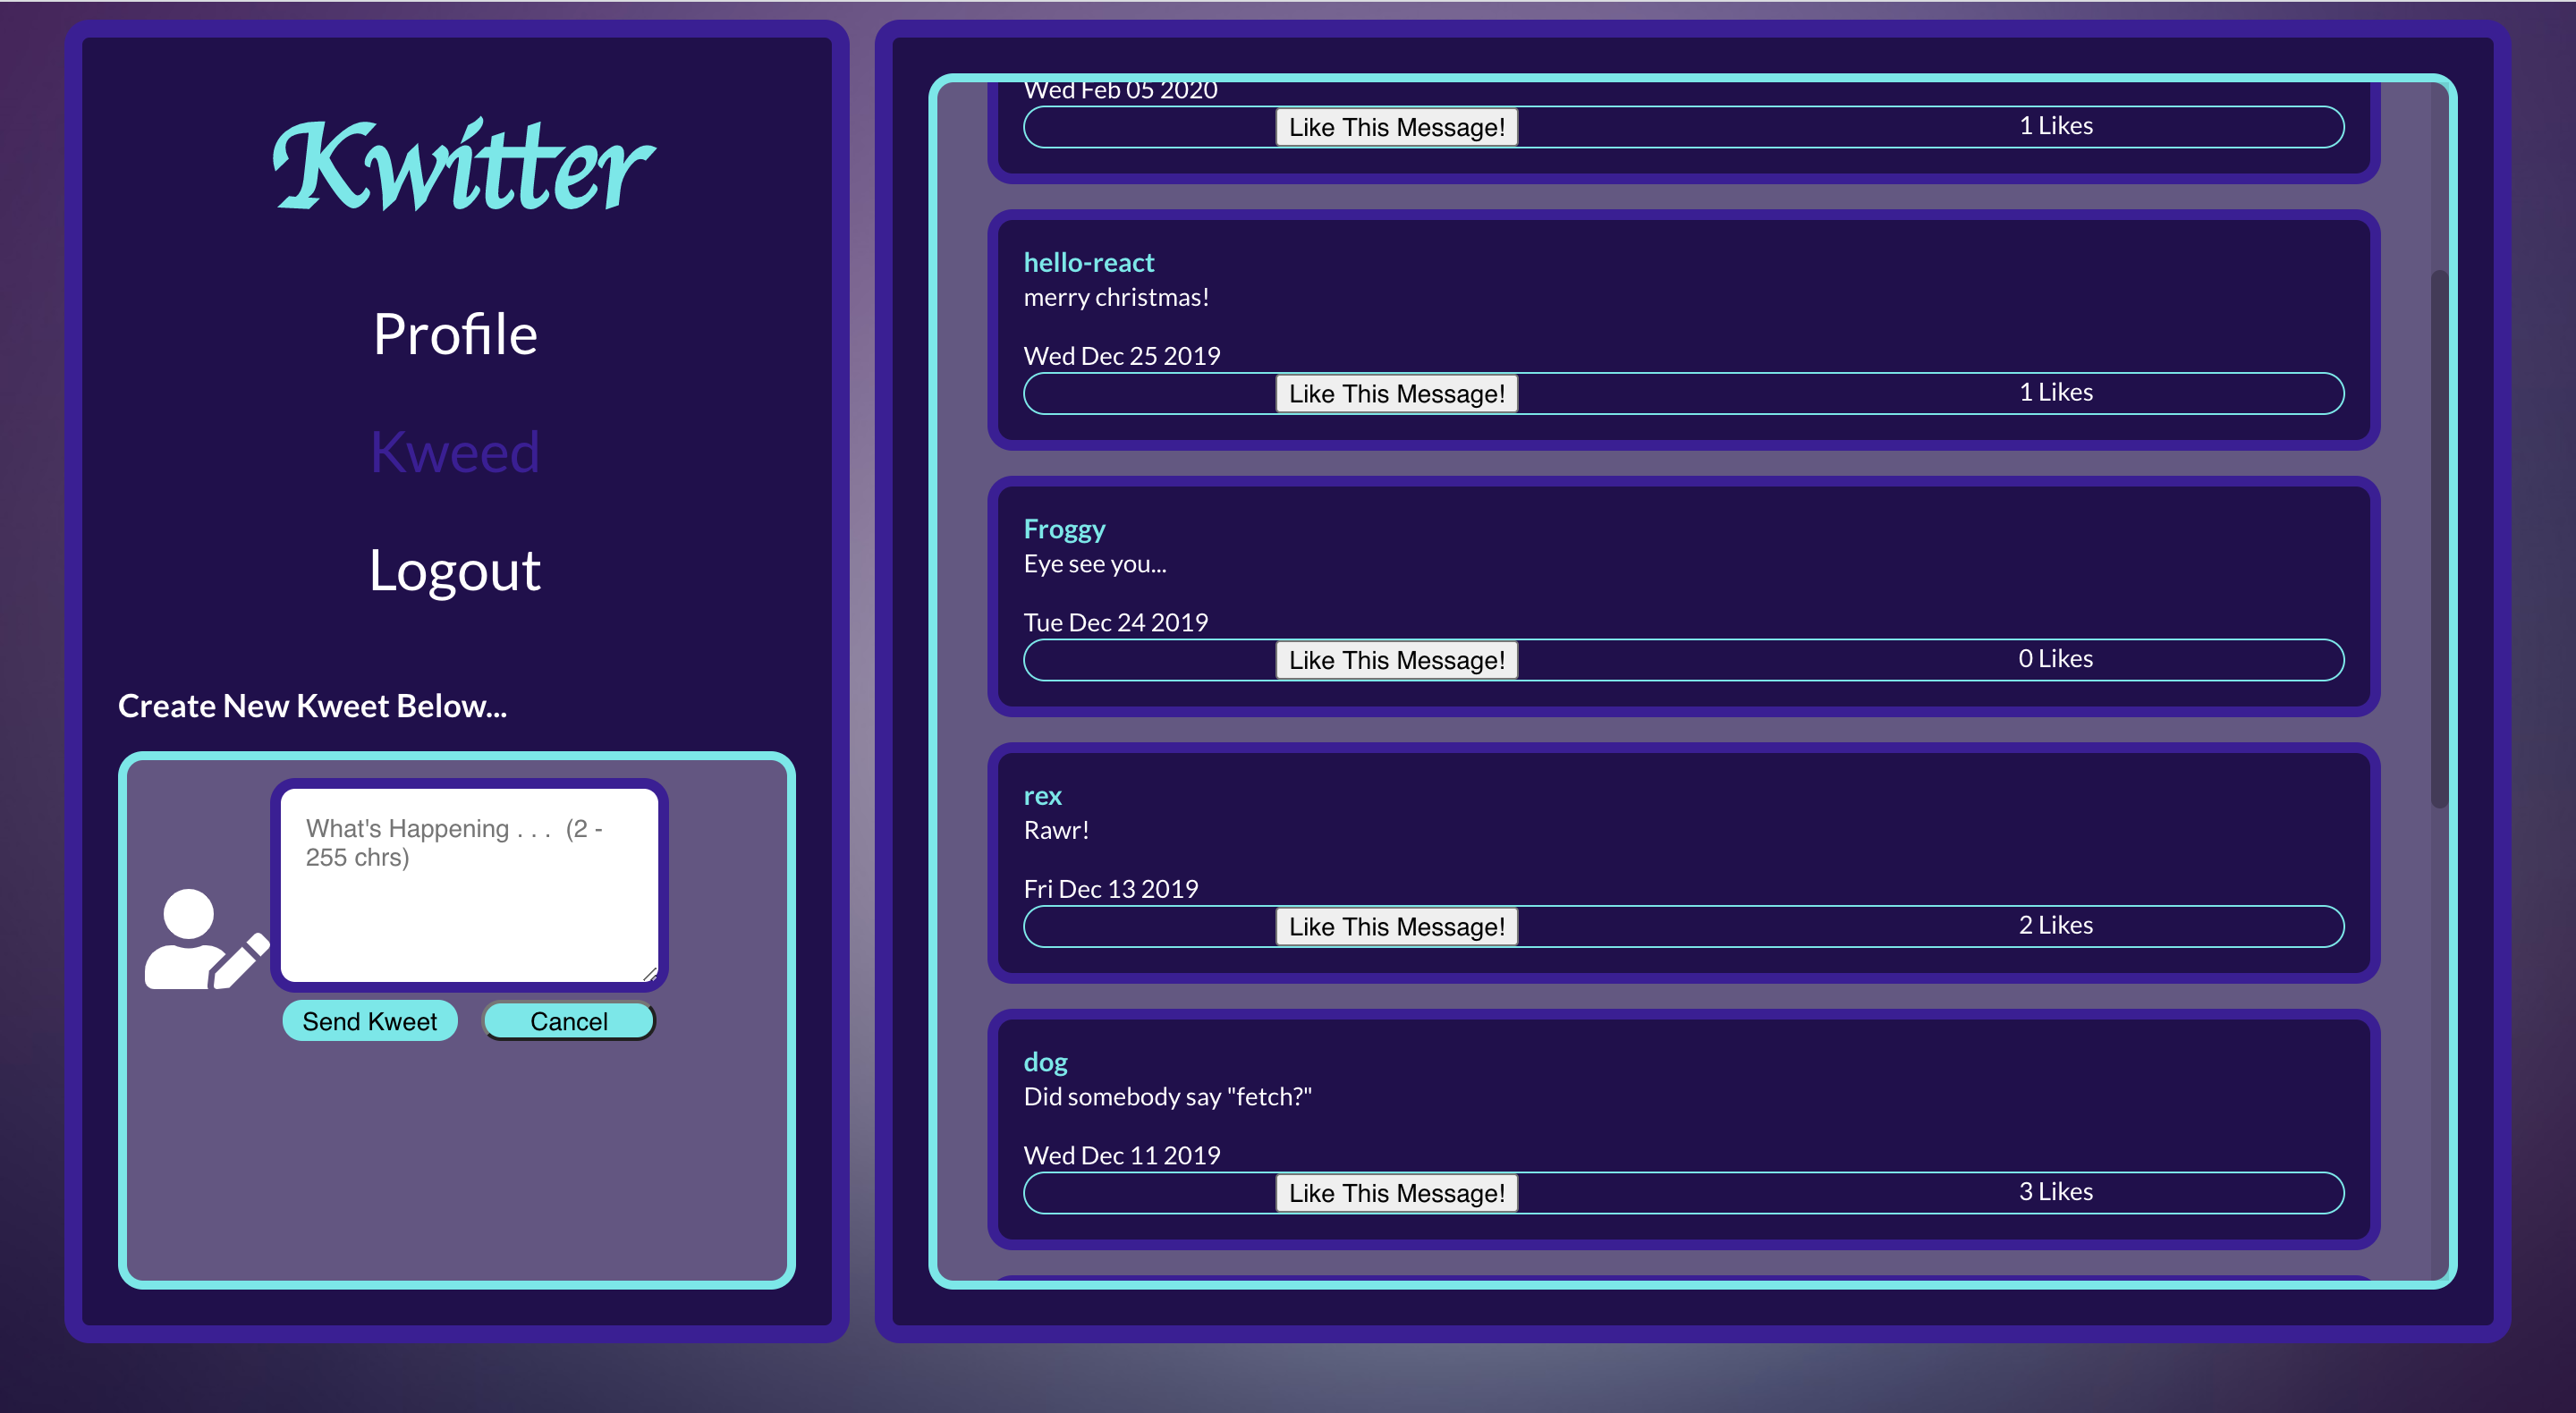 Kwitter
Profile
Kweed
Logout
Create New Kweet Below...
What's Happening . . .  (2 -
255 chrs)
Send Kweet
Cancel
Wed Feb 05 2020
Like This Message!
1 Likes
hello-react
merry christmas!
Wed Dec 25 2019
Like This Message!
1 Likes
Froggy
Eye see you...
Tue Dec 24 2019
Like This Message!
0 Likes
rex
Rawr!
Fri Dec 13 2019
Like This Message!
2 Likes
dog
Did somebody say "fetch?"
Wed Dec 11 2019
Like This Message!
3 Likes